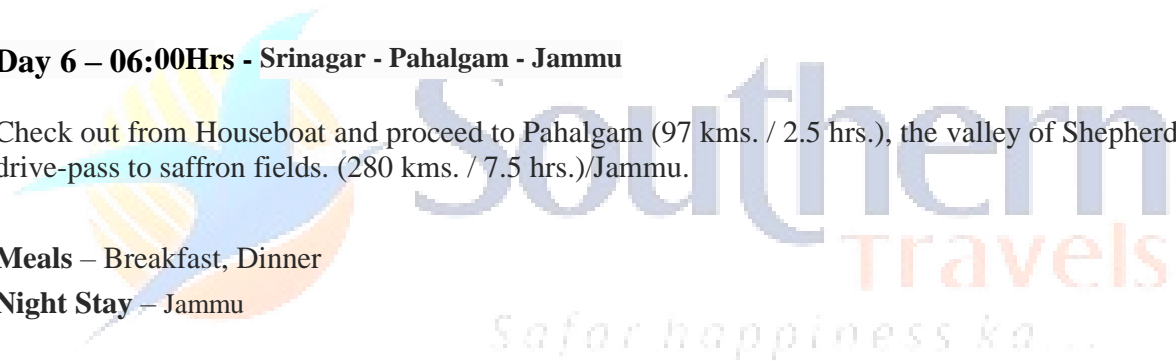 Day 6 – 06:00Hrs - Srinagar - Pahalgam - Jammu
Check out from Houseboat and proceed to Pahalgam (97 kms. / 2.5 hrs.), the valley of Shepherd
drive-pass to saffron fields. (280 kms. / 7.5 hrs.)/Jammu.
Meals – Breakfast, Dinner
Night Stay – Jammu
Southern
Travels
Safar happiness ka...